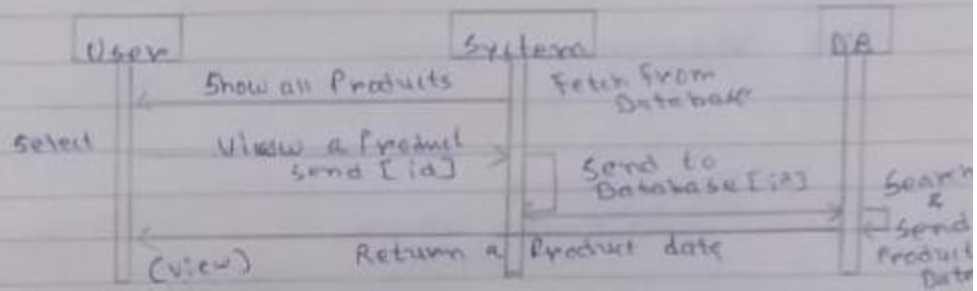 User
System
DB
Show all Products
Fetch from
Database
Select
View a Product
send [id]
Send to
Database [id]
Search
&
Send
Product
Date
Return a Product date
(view)